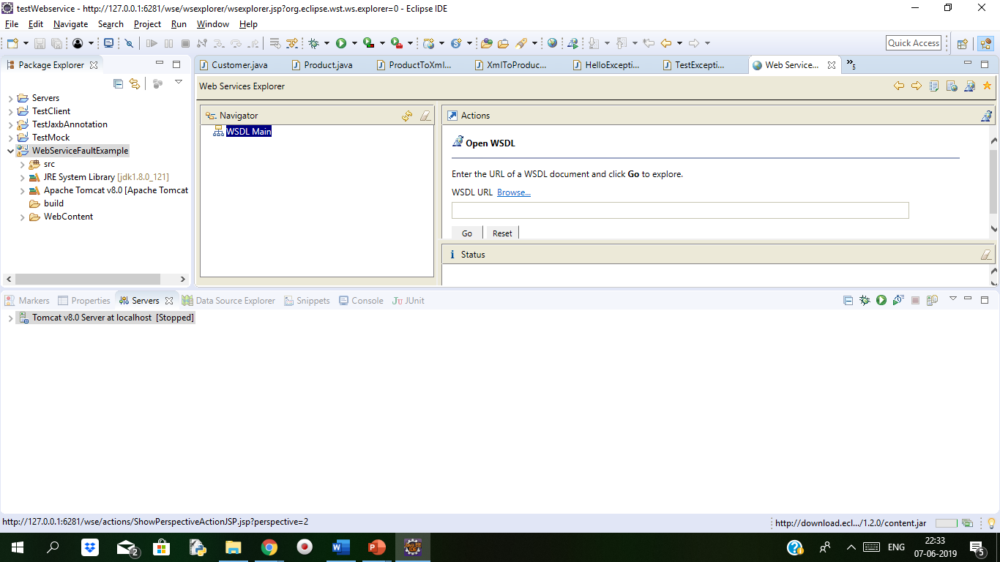 testWebservice - http://127.0.0.1:6281/wse/wsexplorer/wsexplorer.jsp?org.eclipse.wst.ws.explorer=0 - Eclipse IDE
File Edit Navigate Search Project Run Window Help
Quick Access
Package Explorer
Customer.java Product.java ProductToXml... XmlToProduc... HelloExcepti... TestExcepti... Web Service... »5
Web Services Explorer
Servers
TestClient
TestJaxbAnnotation
TestMock
WebServiceFaultExample
src
JRE System Library [jdk1.8.0_121]
Apache Tomcat v8.0 [Apache Tomcat
build
WebContent
Navigator
WSDL Main
Actions
Open WSDL
Enter the URL of a WSDL document and click Go to explore.
WSDL URL Browse...
Go Reset
i Status
Markers Properties Servers Data Source Explorer Snippets Console JUnit
Tomcat v8.0 Server at localhost [Stopped]
http://127.0.0.1:6281/wse/actions/ShowPerspectiveActionJSP.jsp?perspective=2
http://download.ecl.../1.2.0/content.jar
2
ENG
22:33
07-06-2019
5